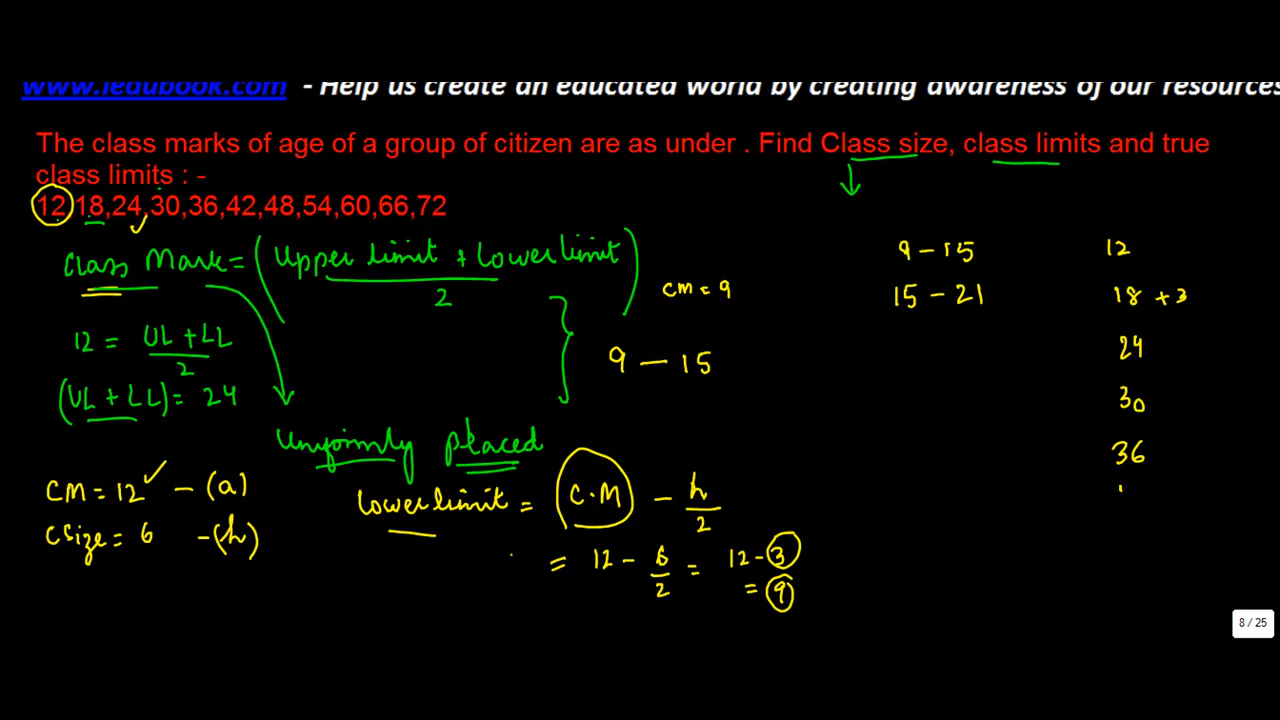 www.iedubook.com - Help us create an educated world by creating awareness of our resources
The class marks of age of a group of citizen are as under . Find Class size, class limits and true
class limits : -
12,18,24,30,36,42,48,54,60,66,72
Class Mark = (Upper limit + Lower limit)
2
12 = UL + LL
2
(UL + LL) = 24
Uniformly placed
cm = 9
9 - 15
CM = 12 - (a)
CSize = 6 - (h)
Lower limit = C.M - h
2
= 12 - 6 = 12 - 3
2
= 9
9 - 15 12
15 - 21 18 + 3
24
30
36
8 / 25